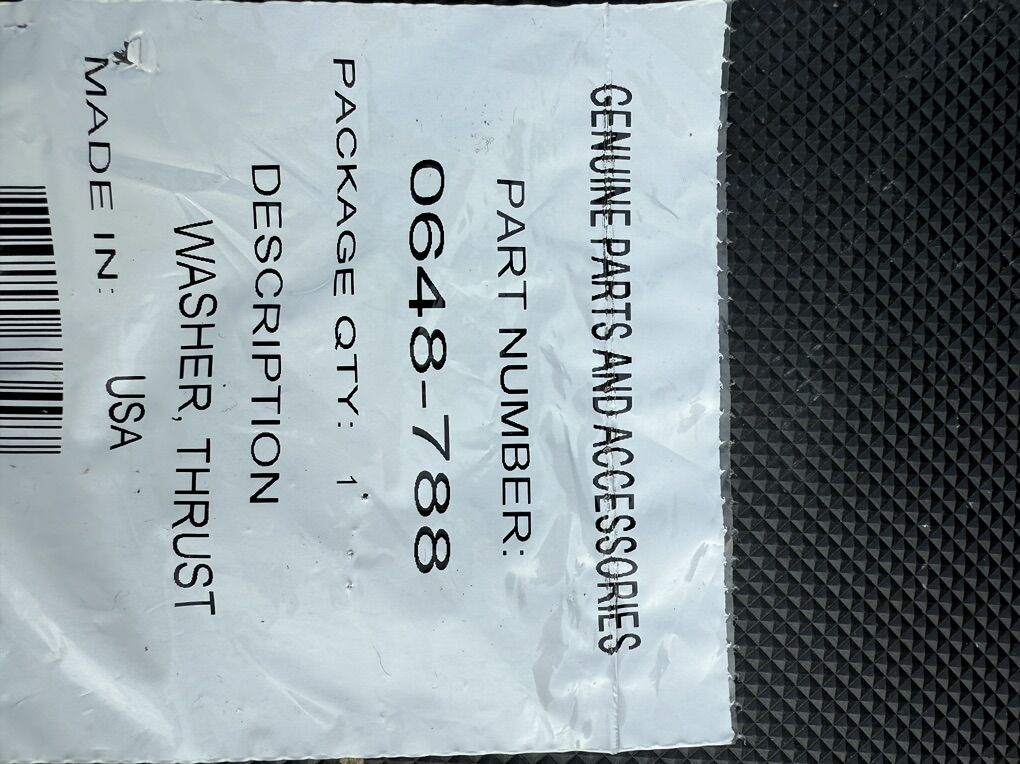 GENUINE PARTS AND ACCESSORIES
PART NUMBER:
0648-788
PACKAGE QTY: 1
DESCRIPTION
WASHER, THRUST
MADE IN: USA